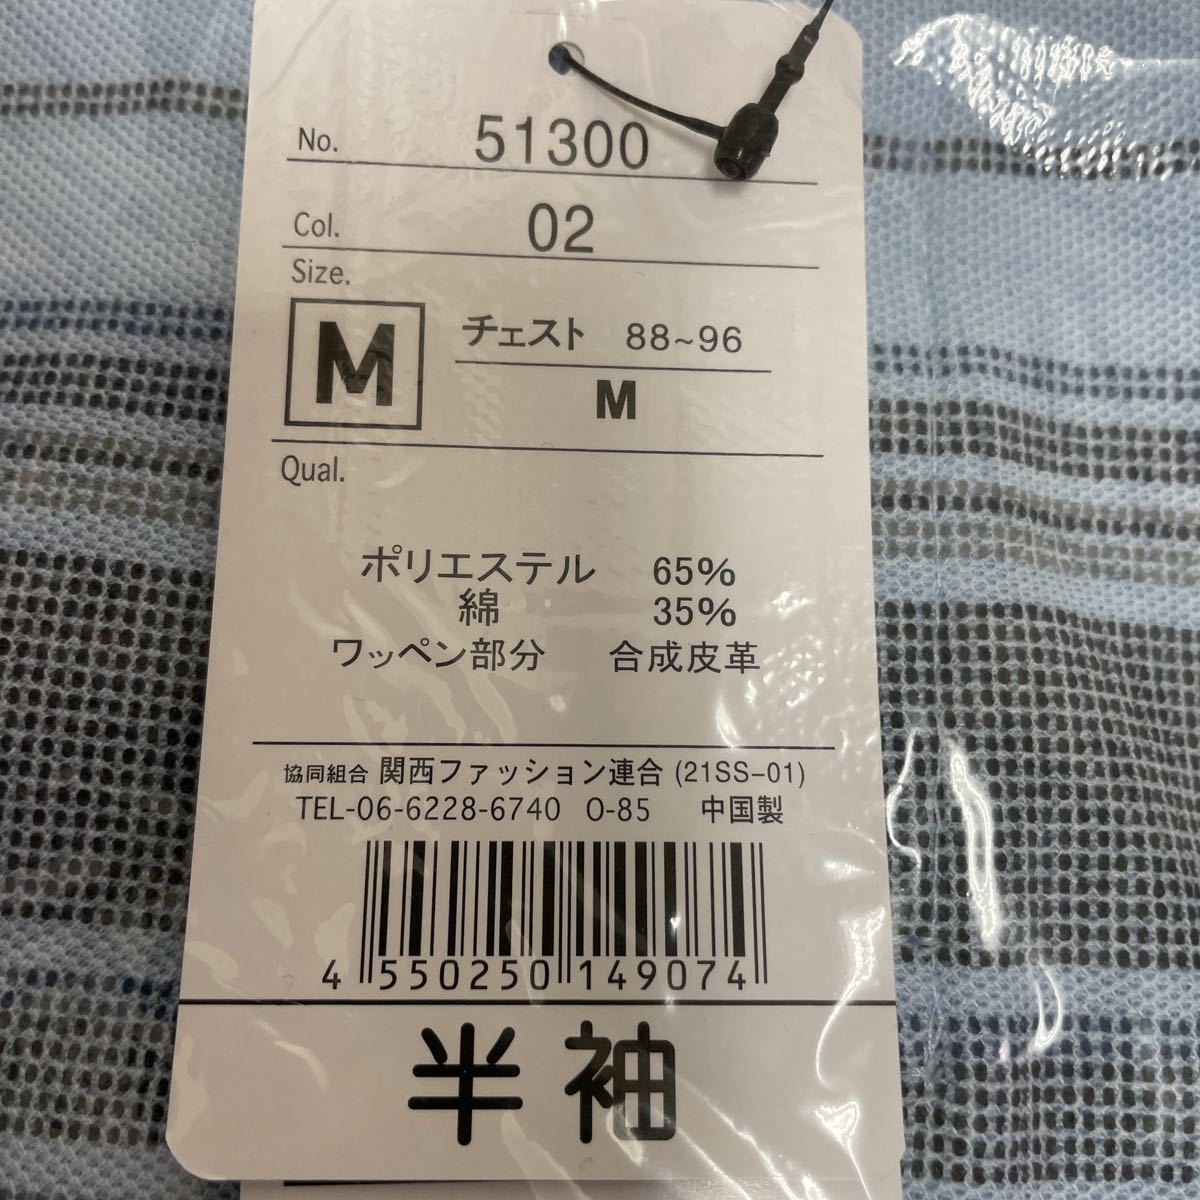 No. 51300
Col. 02
Size.
M チェスト 88~96
M
Qual.
ポリエステル 65%
綿 35%
ワッペン部分 合成皮革
協同組合 関西ファッション連合 (21SS-01)
TEL-06-6228-6740 O-85 中国製
4 550250 149074
半袖